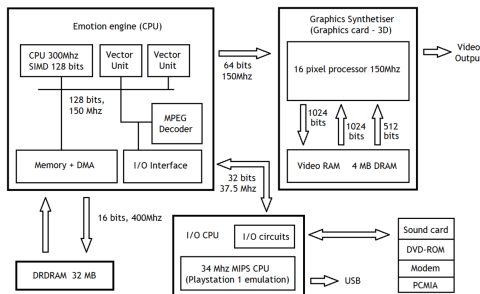 Emotion engine (CPU)
CPU 300Mhz
SIMD 128 bits
Vector
Unit
Vector
Unit
128 bits,
150 Mhz
MPEG
Decoder
Memory + DMA
I/O Interface
64 bits
150Mhz
Graphics Synthetiser
(Graphics card - 3D)
16 pixel processor 150Mhz
1024
bits
1024
bits
512
bits
Video RAM 4 MB DRAM
Video
Outpu
32 bits
37.5 Mhz
16 bits, 400Mhz
DRDRAM 32 MB
I/O CPU
I/O circuits
34 Mhz MIPS CPU
(Playstation 1 emulation)
USB
Sound card
DVD-ROM
Modem
PCMIA